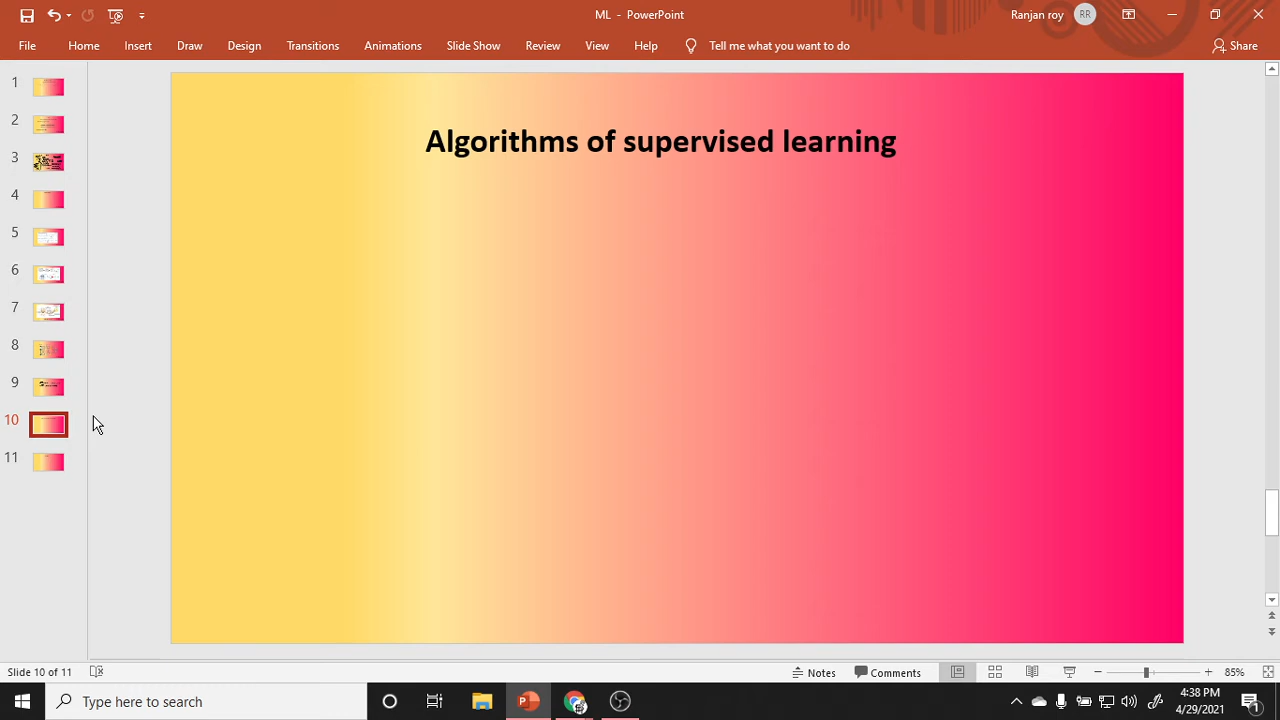 ML - PowerPoint
Ranjan roy
RR
File
Home
Insert
Draw
Design
Transitions
Animations
Slide Show
Review
View
Help
Tell me what you want to do
Share
1
2
3
4
5
6
7
8
9
10
11
Algorithms of supervised learning
Slide 10 of 11
Notes
Comments
85%
Type here to search
4:38 PM
4/29/2021
1